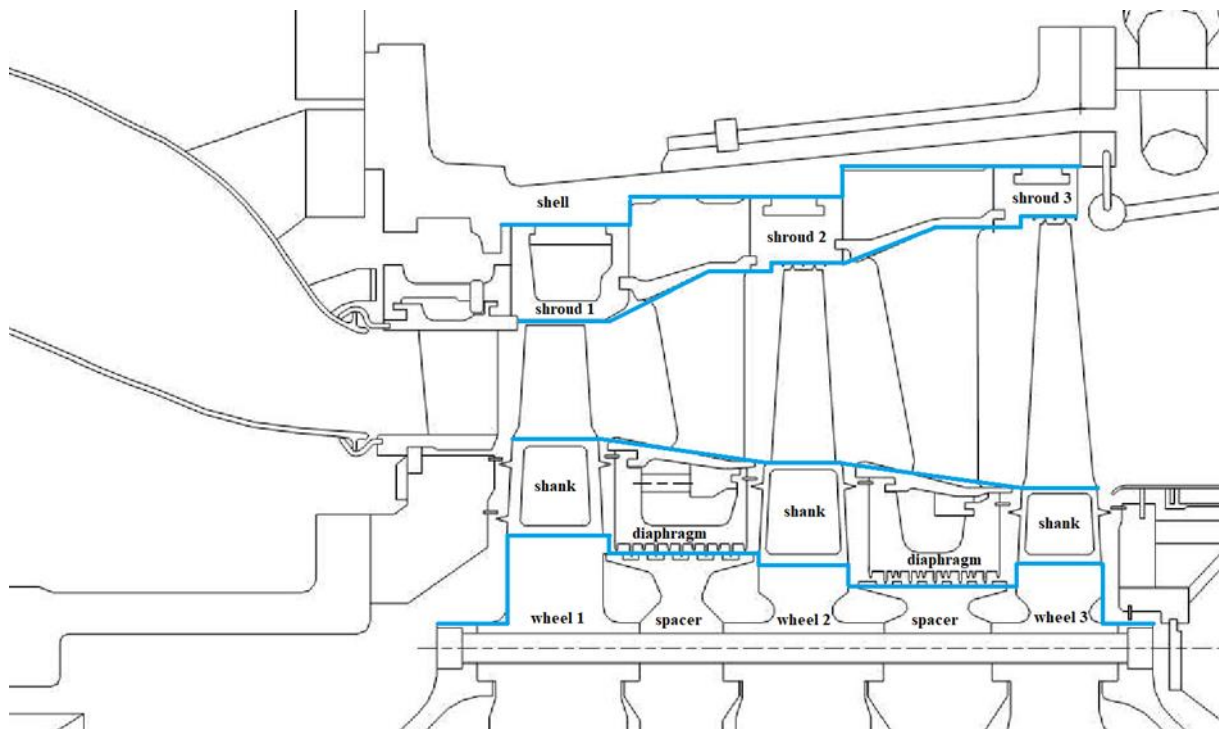 shell
shroud 1
shroud 2
shroud 3
shank
shank
shank
diaphragm
diaphragm
wheel 1
spacer
wheel 2
spacer
wheel 3